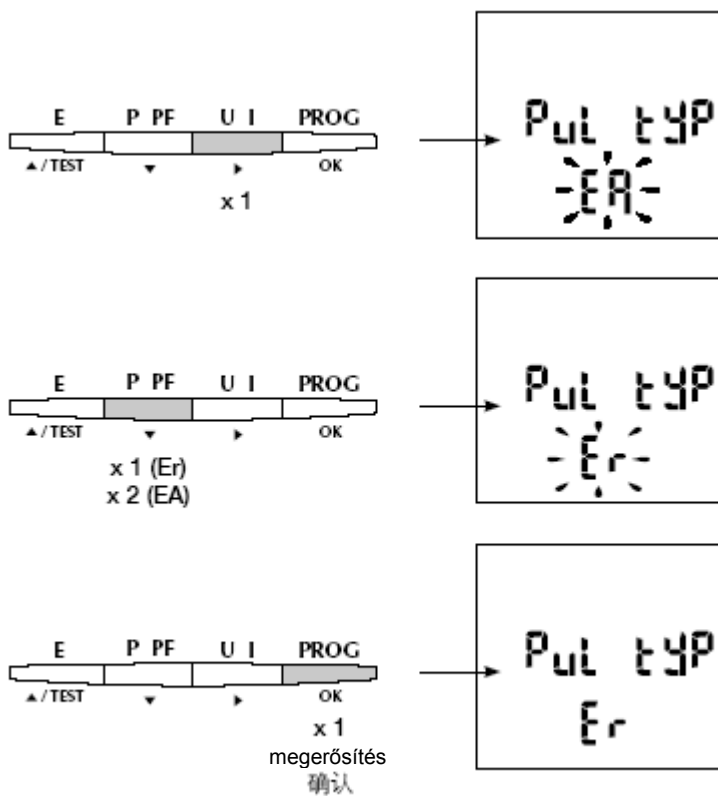 E P PF U I PROG
▲/TEST ▼ ► OK
x 1
PuL tyP
EA
E P PF U I PROG
▲/TEST ▼ ► OK
x 1 (Er)
x 2 (EA)
PuL tyP
Er
E P PF U I PROG
▲/TEST ▼ ► OK
x 1
megerősítés
确认
PuL tyP
Er